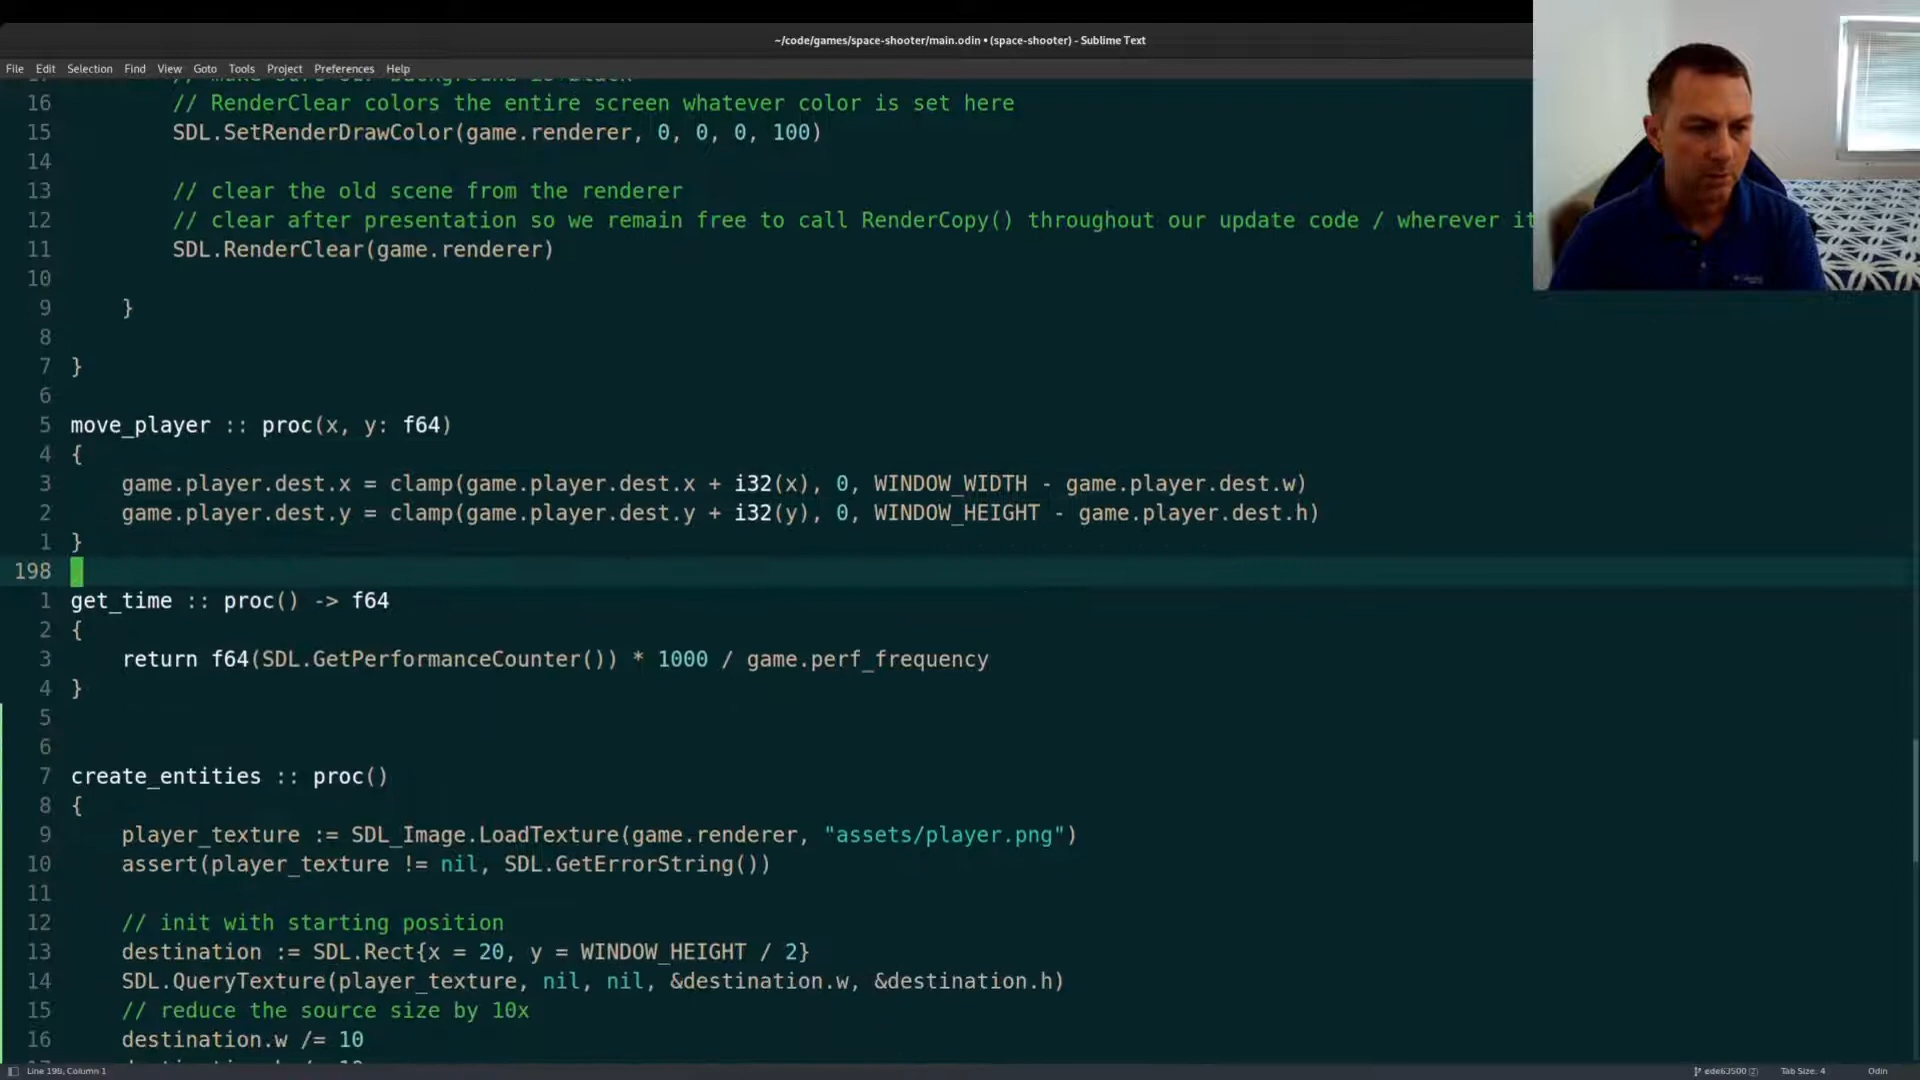 ~/code/games/space-shooter/main.odin • (space-shooter) - Sublime Text
File Edit Selection Find View Goto Tools Project Preferences Help
16 // RenderClear colors the entire screen whatever color is set here
15 SDL.SetRenderDrawColor(game.renderer, 0, 0, 0, 100)
14
13 // clear the old scene from the renderer
12 // clear after presentation so we remain free to call RenderCopy() throughout our update code / wherever it
11 SDL.RenderClear(game.renderer)
10
9 }
8
7 }
6
5 move_player :: proc(x, y: f64)
4 {
3 game.player.dest.x = clamp(game.player.dest.x + i32(x), 0, WINDOW_WIDTH - game.player.dest.w)
2 game.player.dest.y = clamp(game.player.dest.y + i32(y), 0, WINDOW_HEIGHT - game.player.dest.h)
1 }
198
1 get_time :: proc() -> f64
2 {
3 return f64(SDL.GetPerformanceCounter()) * 1000 / game.perf_frequency
4 }
5
6
7 create_entities :: proc()
8 {
9 player_texture := SDL_Image.LoadTexture(game.renderer, "assets/player.png")
10 assert(player_texture != nil, SDL.GetErrorString())
11
12 // init with starting position
13 destination := SDL.Rect{x = 20, y = WINDOW_HEIGHT / 2}
14 SDL.QueryTexture(player_texture, nil, nil, &destination.w, &destination.h)
15 // reduce the source size by 10x
16 destination.w /= 10
Line 198, Column 1 Tab Size: 4 Odin